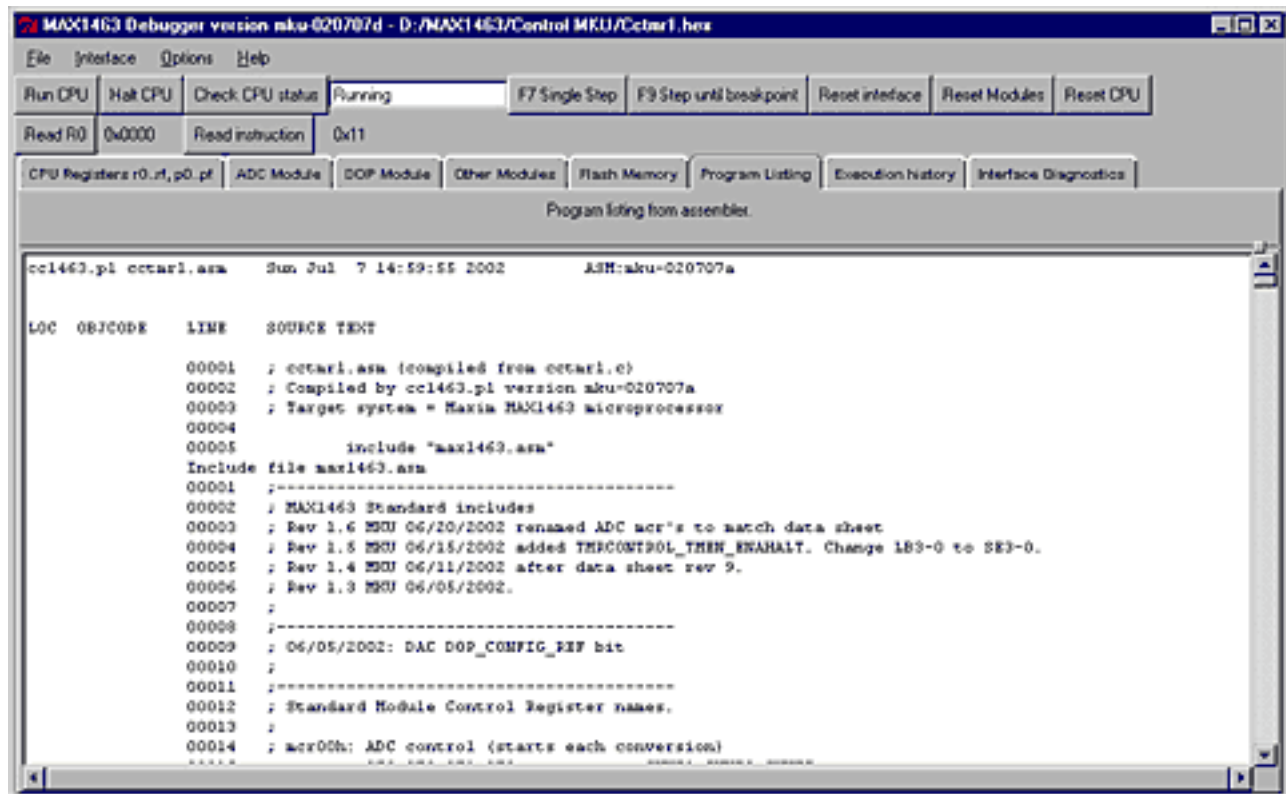 MAX1463 Debugger version mku-020707d - D:/MAX1463/Control MKU/Cctmr1.hex
File Interface Options Help
Run CPU Halt CPU Check CPU status Running F7 Single Step F9 Step until breakpoint Reset interface Reset Modules Reset CPU
Read R0 0x0000 Read instruction 0x11
CPU Registers r0..rf, p0..pf ADC Module DOP Module Other Modules Flash Memory Program Listing Execution history Interface Diagnostics
Program listing from assembler.
cc1463.pl cctmr1.asm Sun Jul 7 14:59:55 2002 ASM:mku-020707a
LOC OBJCODE LINE SOURCE TEXT
00001 ; cctmr1.asm (compiled from cctmr1.c)
00002 ; Compiled by cc1463.pl version mku-020707a
00003 ; Target system = Maxim MAX1463 microprocessor
00004
00005 include "max1463.asm"
Include file max1463.asm
00001 ;----------------------------------------
00002 ; MAX1463 Standard includes
00003 ; Rev 1.6 MKU 06/20/2002 renamed ADC mcr's to match data sheet
00004 ; Rev 1.5 MKU 06/15/2002 added TMRCONTROL_TMEN_ENAHALT. Change LB3-0 to SE3-0.
00005 ; Rev 1.4 MKU 06/11/2002 after data sheet rev 9.
00006 ; Rev 1.3 MKU 06/05/2002.
00007 ;
00008 ;----------------------------------------
00009 ; 06/05/2002: DAC DOP_CONFIG_REF bit
00010 ;
00011 ;----------------------------------------
00012 ; Standard Module Control Register names.
00013 ;
00014 ; mcr00h: ADC control (starts each conversion)